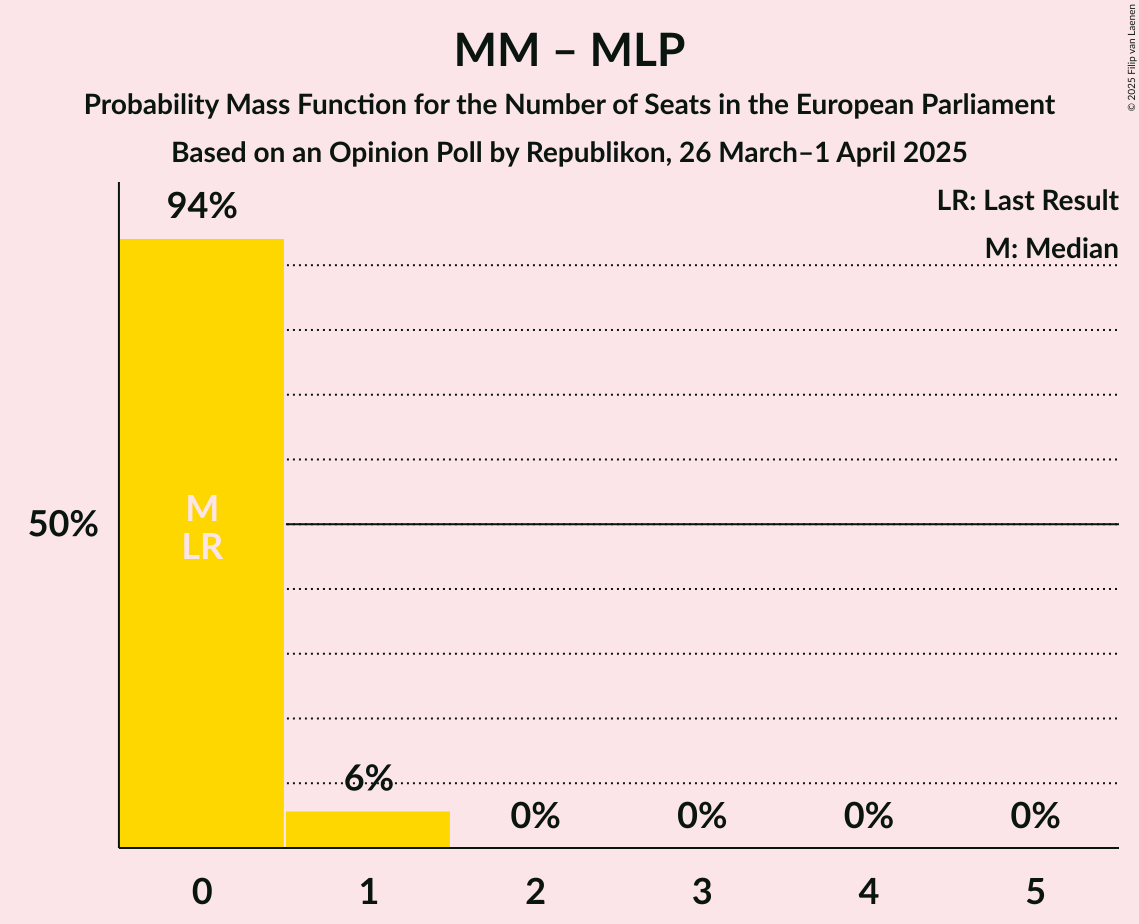 MM – MLP
Probability Mass Function for the Number of Seats in the European Parliament
Based on an Opinion Poll by Republikon, 26 March–1 April 2025
© 2025 Filip van Laenen
LR: Last Result
M: Median
94%
50%
M
LR
6%
0%
0%
0%
0%
0
1
2
3
4
5